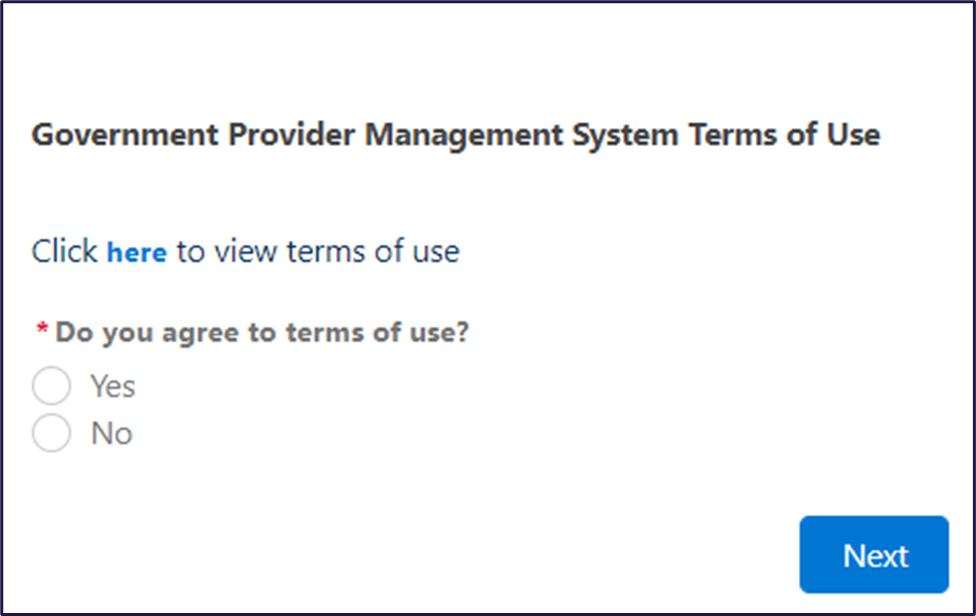 Government Provider Management System Terms of Use
Click here to view terms of use
* Do you agree to terms of use?
Yes
No
Next